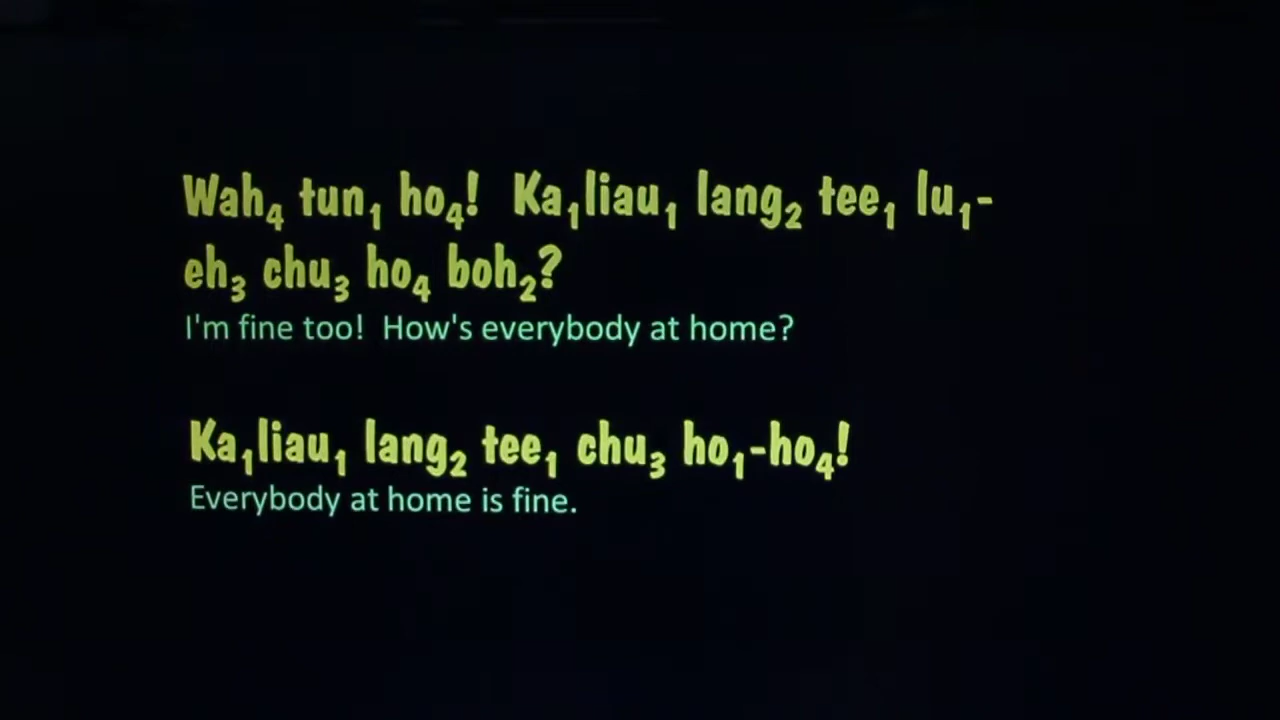 Wah₄ tun₁ ho₄! Ka₁liau₁ lang₂ tee₁ lu₁-
eh₃ chu₃ ho₄ boh₂?
I'm fine too! How's everybody at home?
Ka₁liau₁ lang₂ tee₁ chu₃ ho₁-ho₄!
Everybody at home is fine.